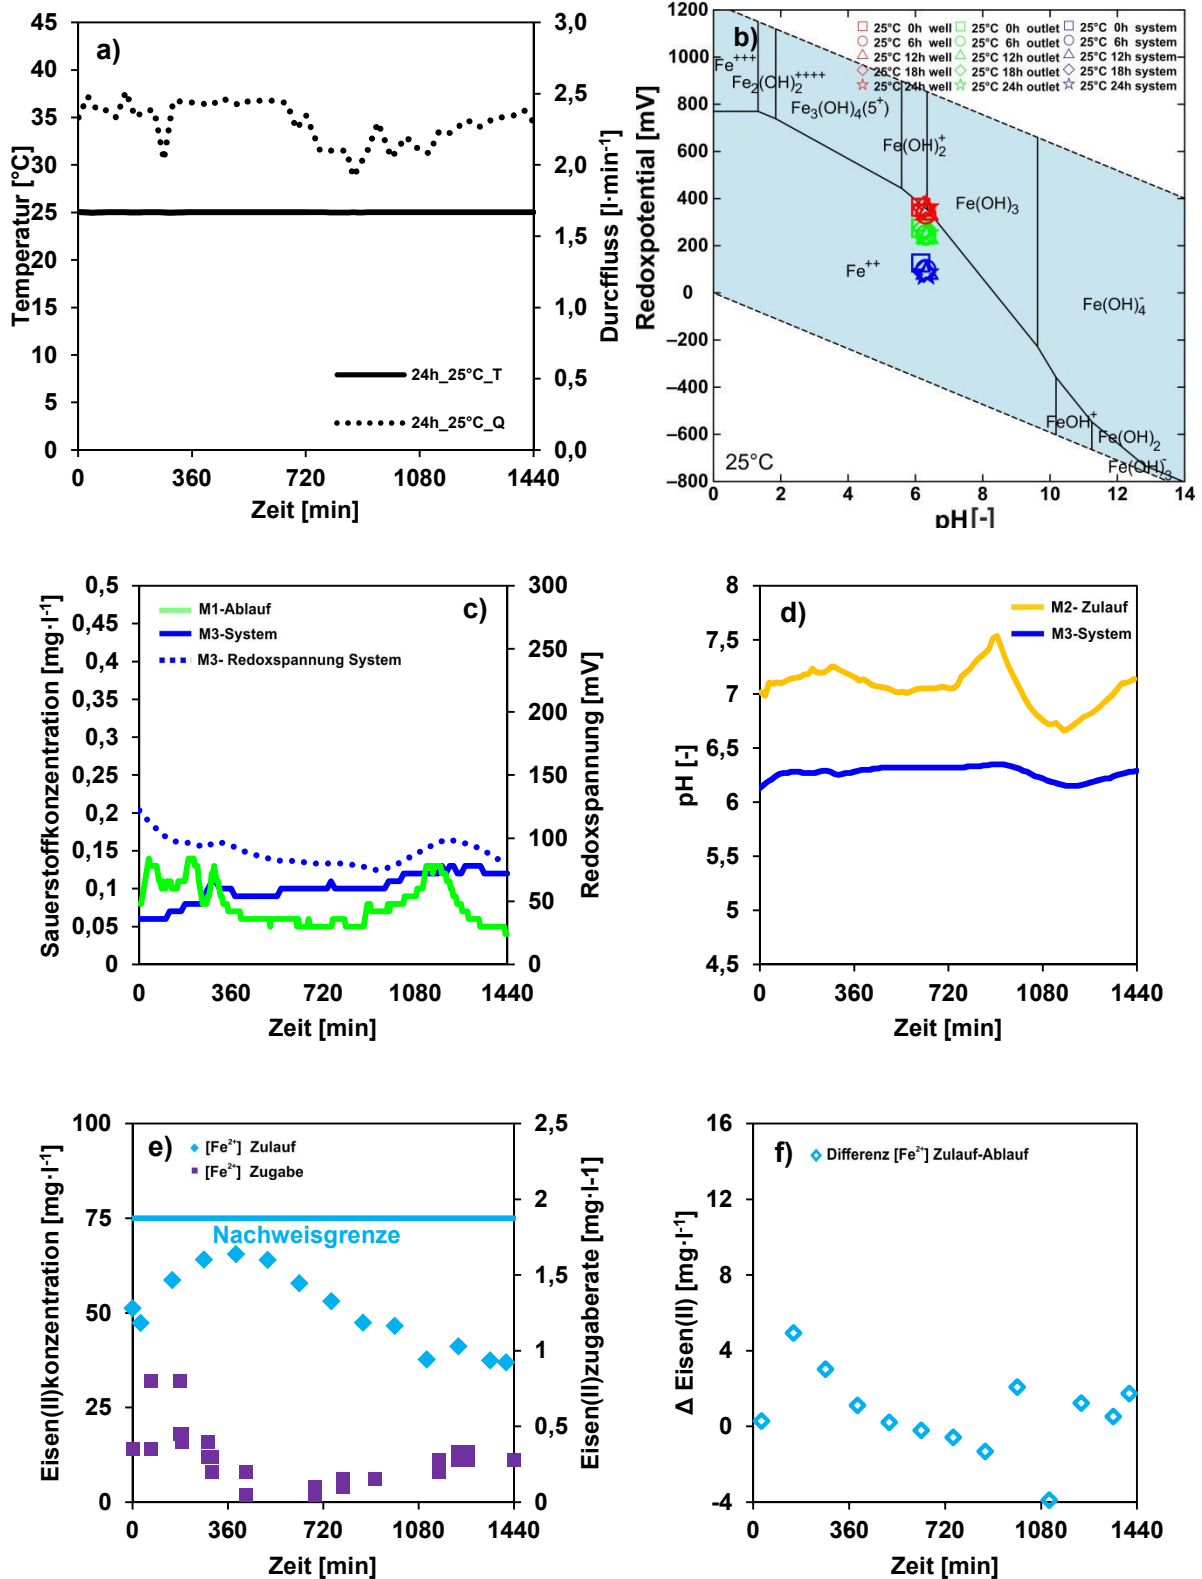 a)
45
40
35
30
25
20
15
10
5
0
Temperatur [°C]
3,0
2,5
2,0
1,5
1,0
0,5
0,0
Durcffluss [l·min⁻¹]
24h_25°C_T
24h_25°C_Q
0 360 720 1080 1440
Zeit [min]
b)
1200
1000
800
600
400
200
0
−200
−400
−600
−800
Redoxpotential [mV]
25°C 0h well 25°C 0h outlet 25°C 0h system
25°C 6h well 25°C 6h outlet 25°C 6h system
25°C 12h well 25°C 12h outlet 25°C 12h system
25°C 18h well 25°C 18h outlet 25°C 18h system
25°C 24h well 25°C 24h outlet 25°C 24h system
Fe+++
Fe2(OH)2++++
Fe3(OH)4(5+)
Fe(OH)2+
Fe(OH)3
Fe++
Fe(OH)4-
FeOH+
Fe(OH)2
Fe(OH)3-
25°C
0 2 4 6 8 10 12 14
pH [-]
c)
0,5
0,45
0,4
0,35
0,3
0,25
0,2
0,15
0,1
0,05
0
Sauerstoffkonzentration [mg·l⁻¹]
300
250
200
150
100
50
0
Redoxspannung [mV]
M1-Ablauf
M3-System
M3- Redoxspannung System
0 360 720 1080 1440
Zeit [min]
d)
8
7,5
7
6,5
6
5,5
5
4,5
pH [-]
M2- Zulauf
M3-System
0 360 720 1080 1440
Zeit [min]
e)
100
75
50
25
0
Eisen(II)konzentration [mg·l⁻¹]
2,5
2
1,5
1
0,5
0
Eisen(II)zugaberate [mg·l-1]
[Fe²⁺] Zulauf
[Fe²⁺] Zugabe
Nachweisgrenze
0 360 720 1080 1440
Zeit [min]
f)
16
12
8
4
0
-4
Δ Eisen(II) [mg·l⁻¹]
Differenz [Fe²⁺] Zulauf-Ablauf
0 360 720 1080 1440
Zeit [min]